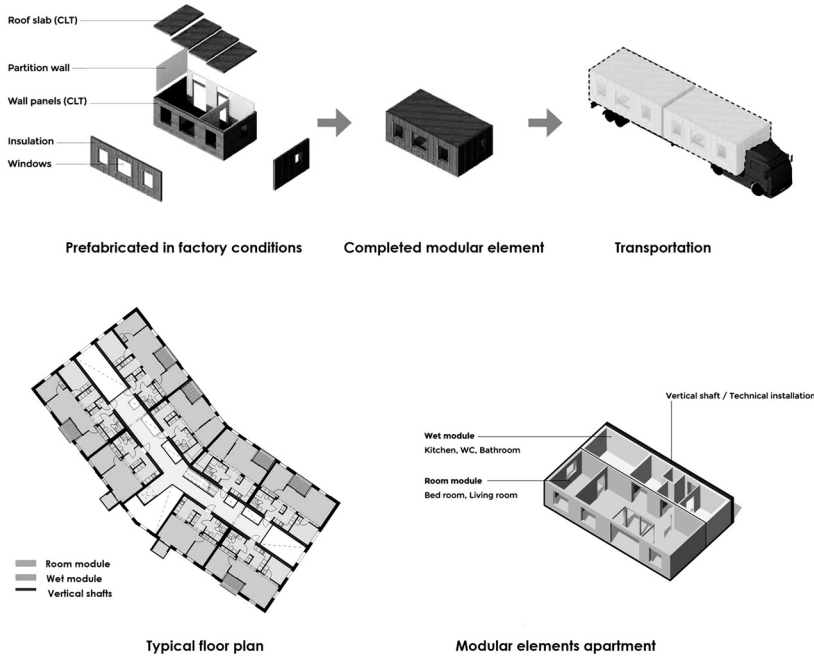 Roof slab (CLT)
Partition wall
Wall panels (CLT)
Insulation
Windows
Prefabricated in factory conditions
Completed modular element
Transportation
Vertical shaft / Technical installation
Wet module
Kitchen, WC, Bathroom
Room module
Bed room, Living room
Room module
Wet module
Vertical shafts
Typical floor plan
Modular elements apartment